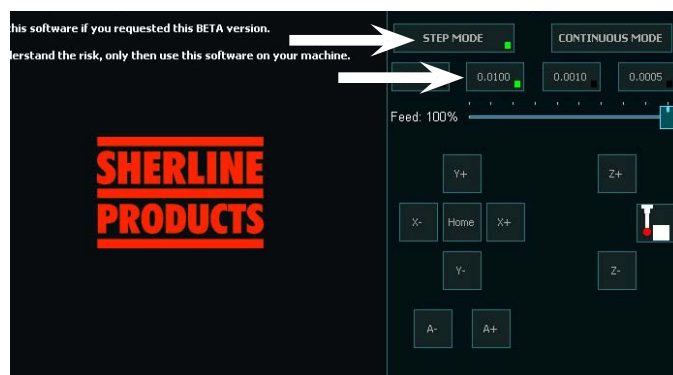 this software if you requested this BETA version.
derstand the risk, only then use this software on your machine.
STEP MODE
CONTINUOUS MODE
0.0100
0.0010
0.0005
Feed: 100%
SHERLINE
PRODUCTS
Y+
Z+
X-
Home
X+
Y-
Z-
A-
A+